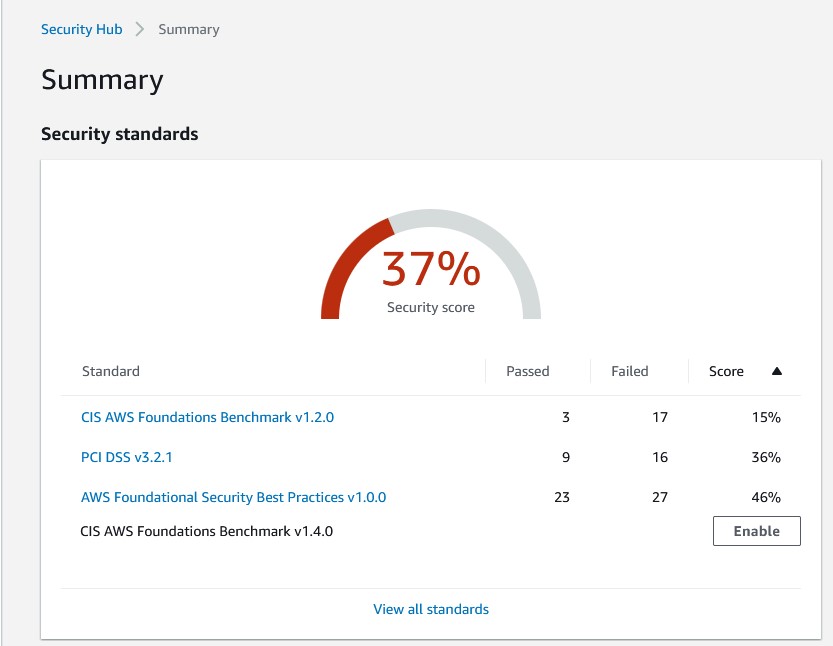 Security Hub > Summary
Summary
Security standards
37%
Security score
Standard Passed Failed Score ▲
CIS AWS Foundations Benchmark v1.2.0 3 17 15%
PCI DSS v3.2.1 9 16 36%
AWS Foundational Security Best Practices v1.0.0 23 27 46%
CIS AWS Foundations Benchmark v1.4.0 Enable
View all standards